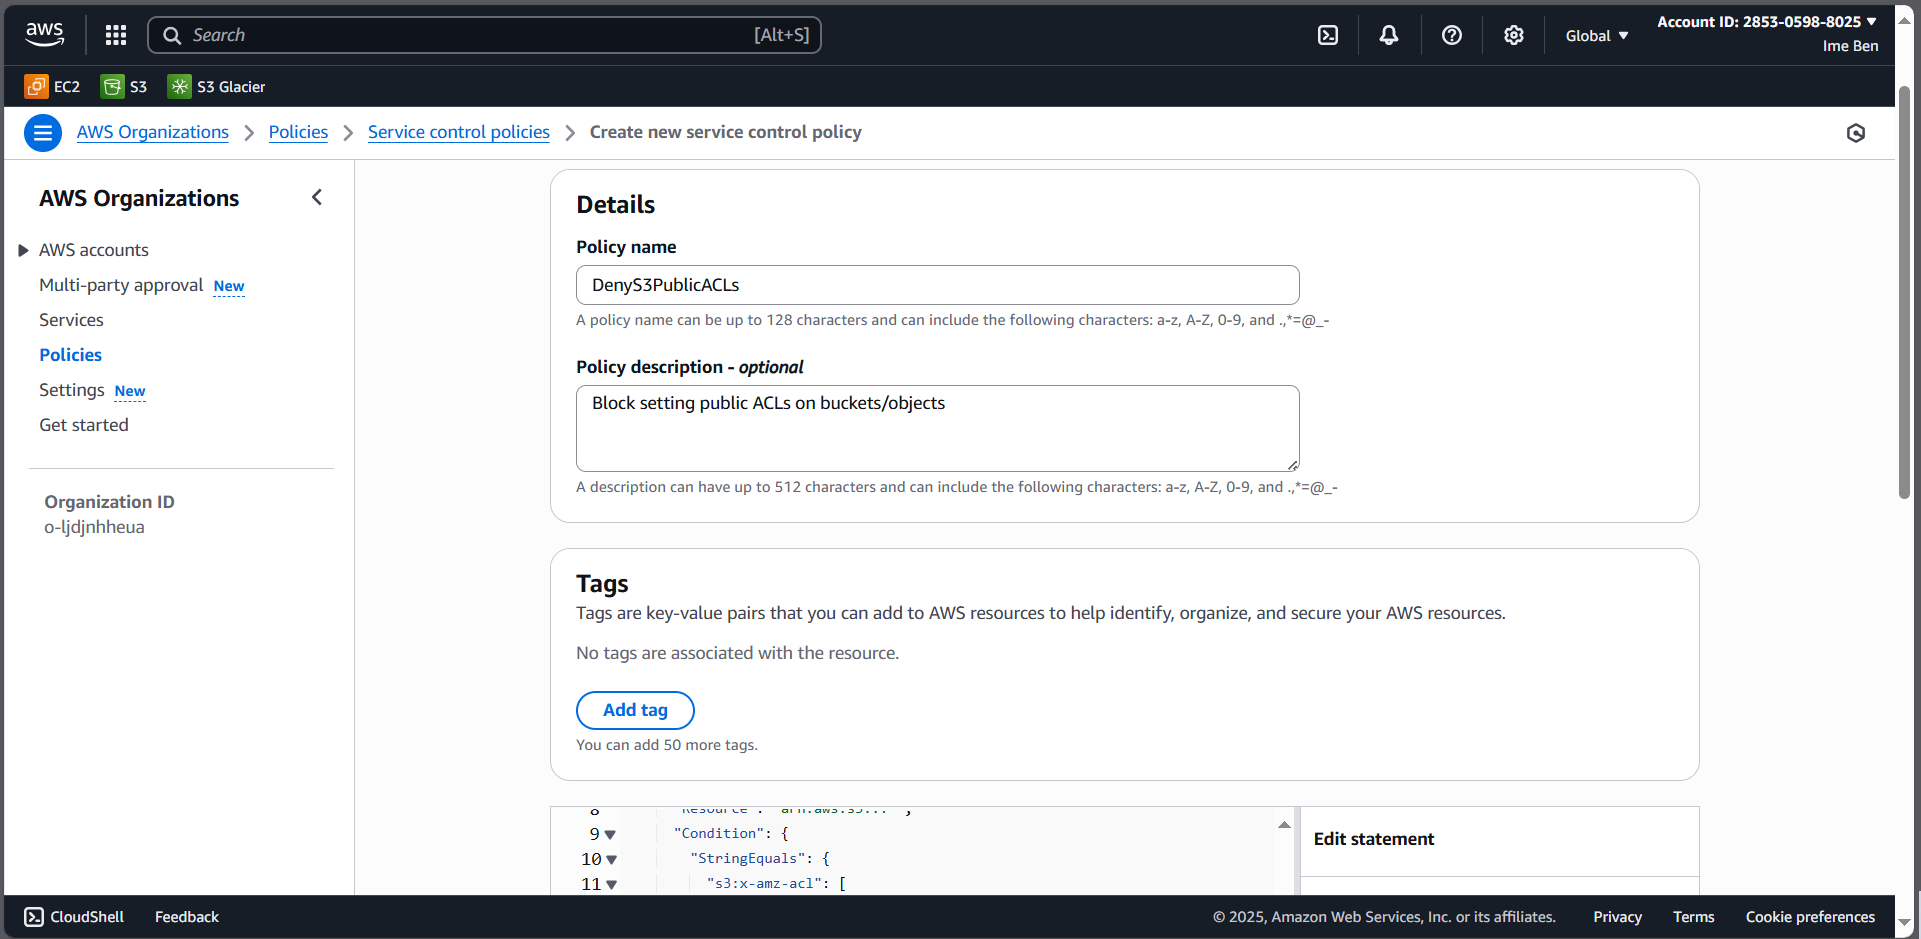 aws
Search [Alt+S]
Global
Account ID: 2853-0598-8025
Ime Ben
EC2 S3 S3 Glacier
AWS Organizations Policies Service control policies Create new service control policy
AWS Organizations
AWS accounts
Multi-party approval New
Services
Policies
Settings New
Get started
Organization ID
o-ljdjnhheua
Details
Policy name
DenyS3PublicACLs
A policy name can be up to 128 characters and can include the following characters: a-z, A-Z, 0-9, and .,*=@_-
Policy description - optional
Block setting public ACLs on buckets/objects
A description can have up to 512 characters and can include the following characters: a-z, A-Z, 0-9, and .,*=@_-
Tags
Tags are key-value pairs that you can add to AWS resources to help identify, organize, and secure your AWS resources.
No tags are associated with the resource.
Add tag
You can add 50 more tags.
8
9 "Condition": {
10 "StringEquals": {
11 "s3:x-amz-acl": [
Edit statement
CloudShell Feedback © 2025, Amazon Web Services, Inc. or its affiliates. Privacy Terms Cookie preferences